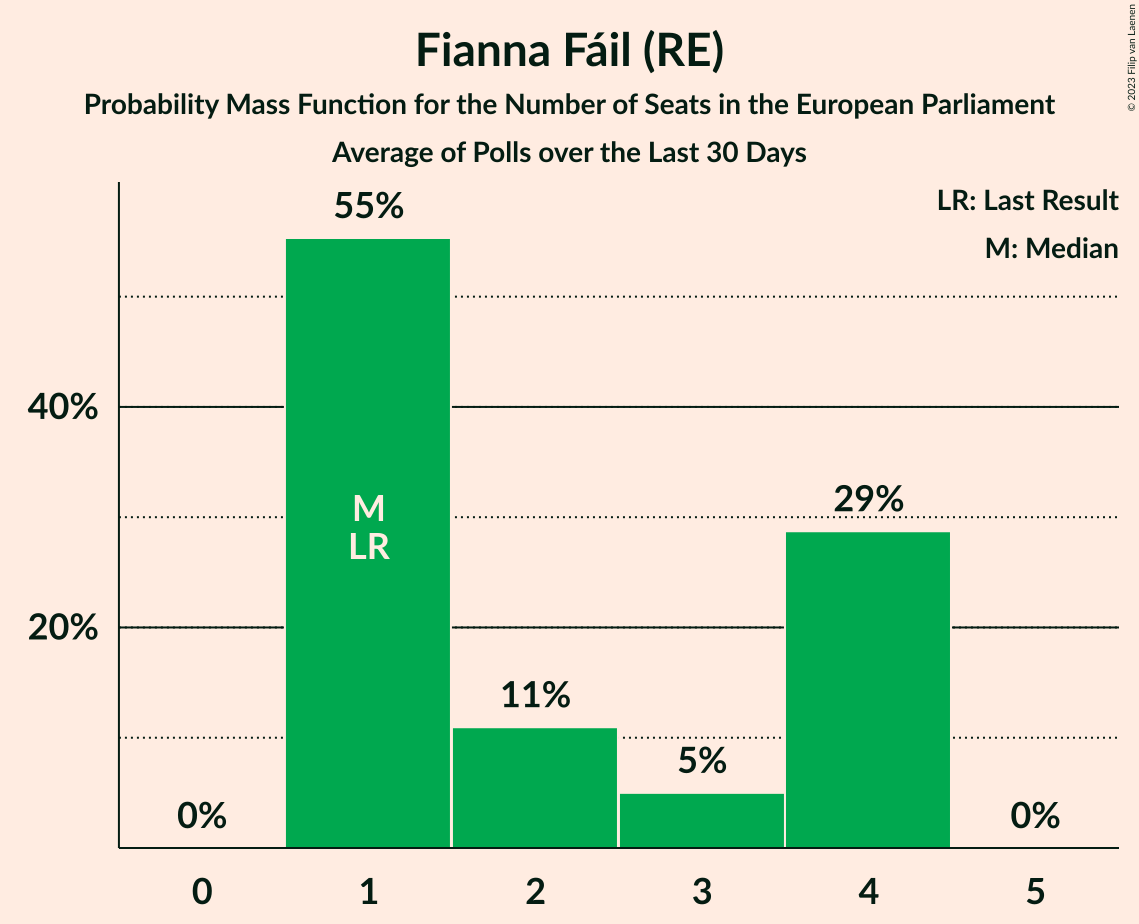 Fianna Fáil (RE)
Probability Mass Function for the Number of Seats in the European Parliament
Average of Polls over the Last 30 Days
© 2023 Filip van Laenen
LR: Last Result
M: Median
55%
40%
M
LR
29%
20%
11%
5%
0%
0%
0 1 2 3 4 5